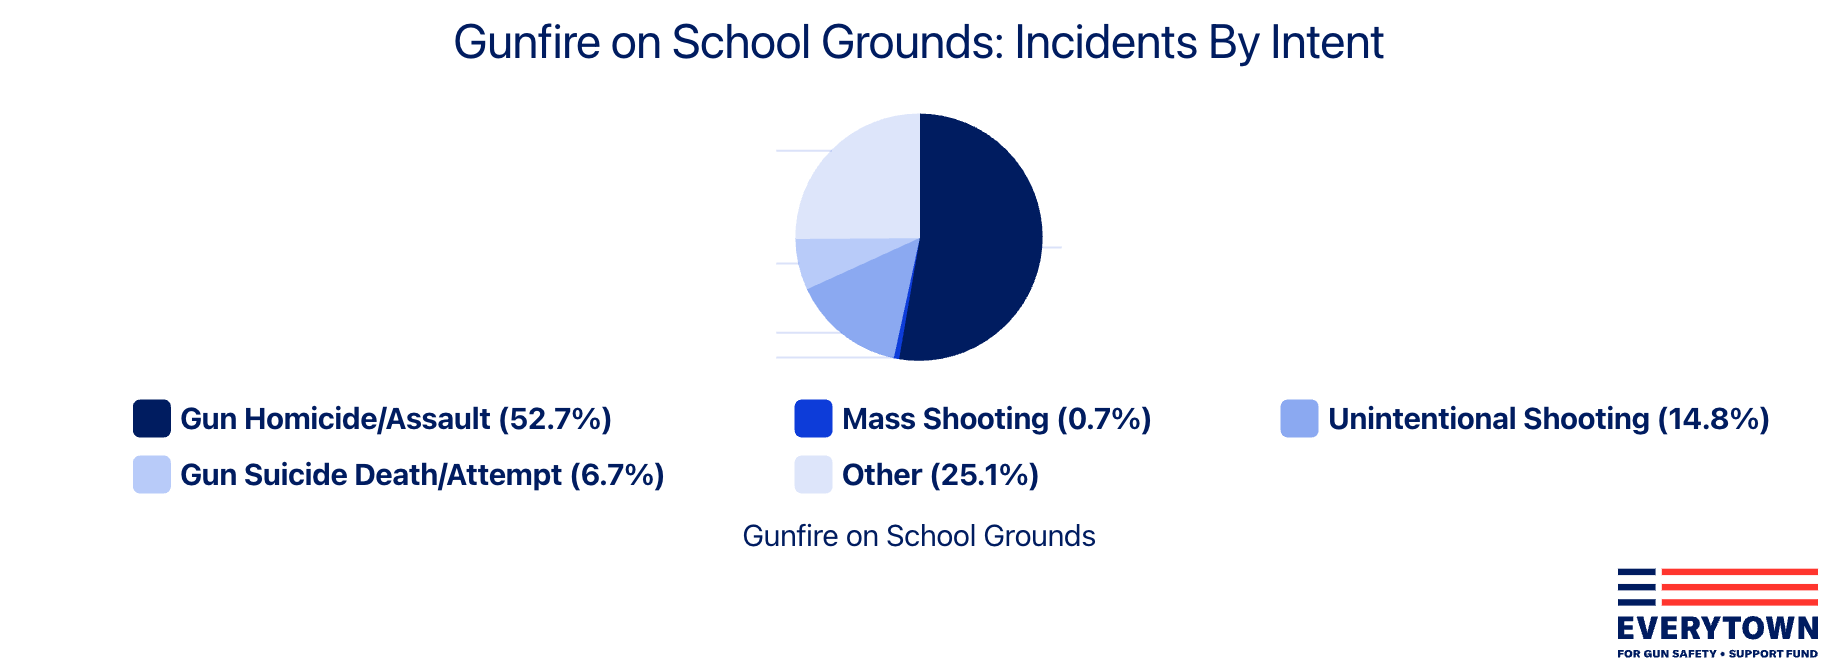 Gunfire on School Grounds: Incidents By Intent
Gun Homicide/Assault (52.7%)
Mass Shooting (0.7%)
Unintentional Shooting (14.8%)
Gun Suicide Death/Attempt (6.7%)
Other (25.1%)
Gunfire on School Grounds
EVERYTOWN
FOR GUN SAFETY • SUPPORT FUND